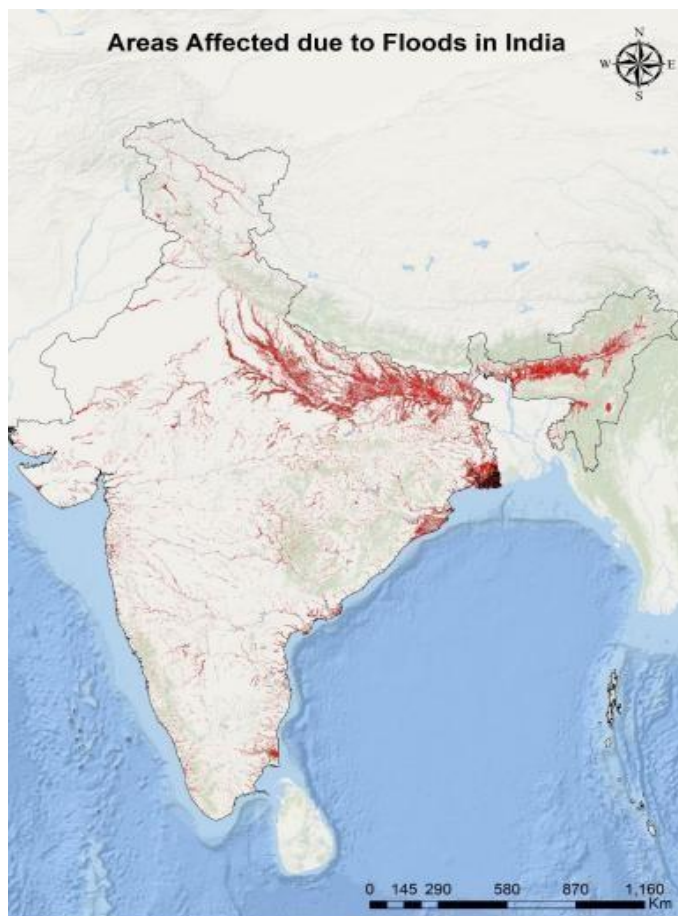 Areas Affected due to Floods in India
N
W E
S
0 145 290 580 870 1,160
Km